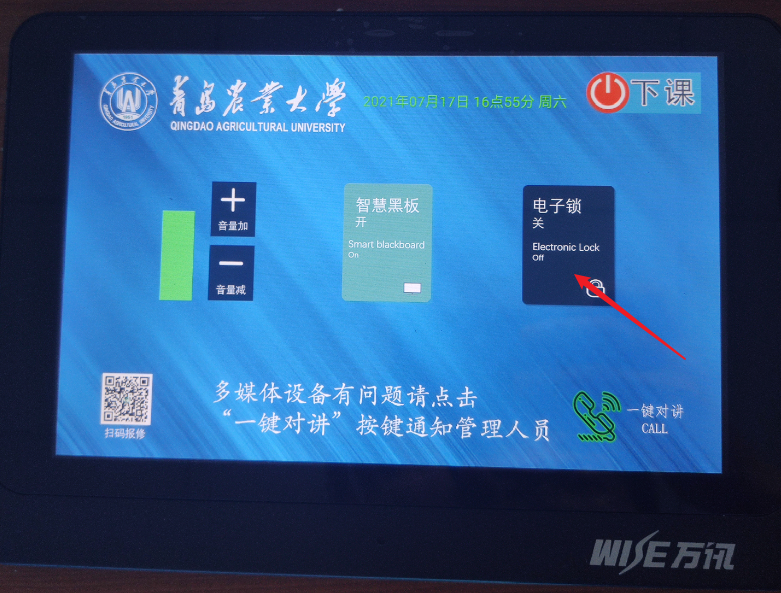 青岛农业大学
QINGDAO AGRICULTURAL UNIVERSITY
2021年07月17日 16点55分 周六
下课
音量加
音量减
智慧黑板
开
Smart blackboard
On
电子锁
关
Electronic Lock
Off
扫码报修
多媒体设备有问题请点击
“一键对讲”按键通知管理人员
一键对讲
CALL
WISE万讯